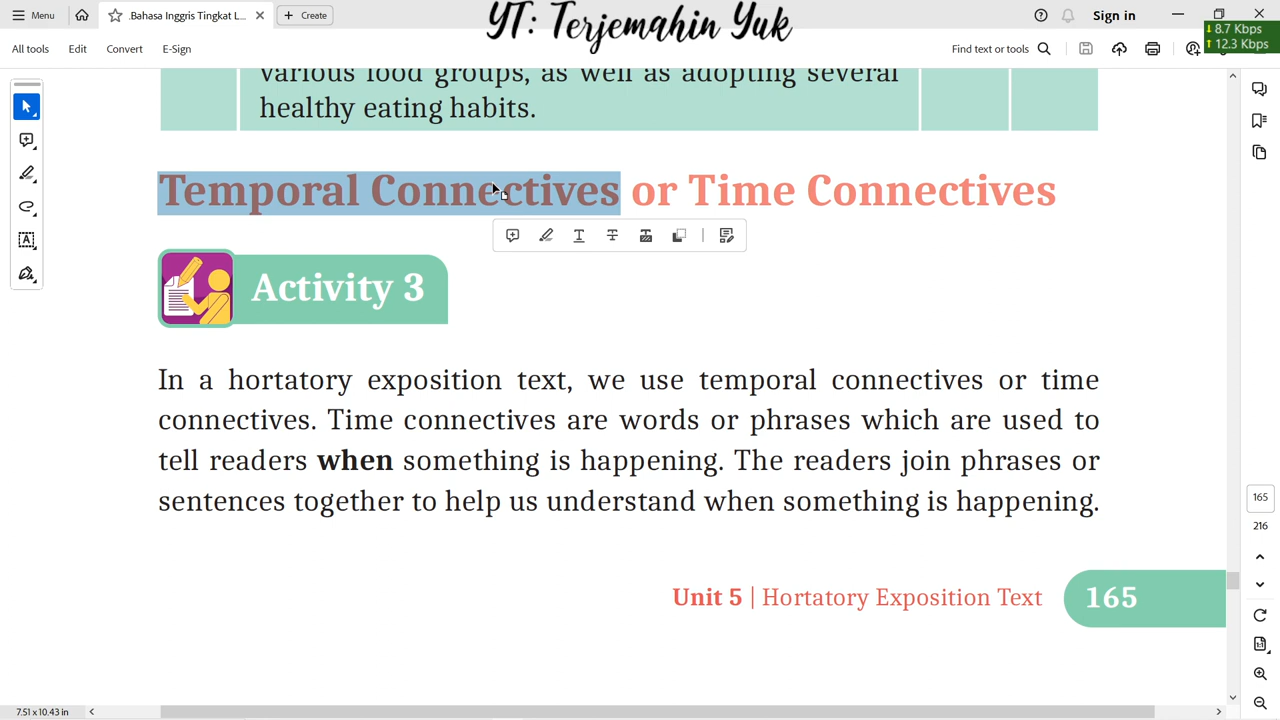 Menu
.Bahasa Inggris Tingkat L...
Create
YT: Terjemahin Yuk
Sign in
8.7 Kbps
12.3 Kbps
All tools
Edit
Convert
E-Sign
Find text or tools
various food groups, as well as adopting several
healthy eating habits.
Temporal Connectives or Time Connectives
Activity 3
In a hortatory exposition text, we use temporal connectives or time
connectives. Time connectives are words or phrases which are used to
tell readers when something is happening. The readers join phrases or
sentences together to help us understand when something is happening.
165
216
Unit 5 | Hortatory Exposition Text
165
7.51 x 10.43 in